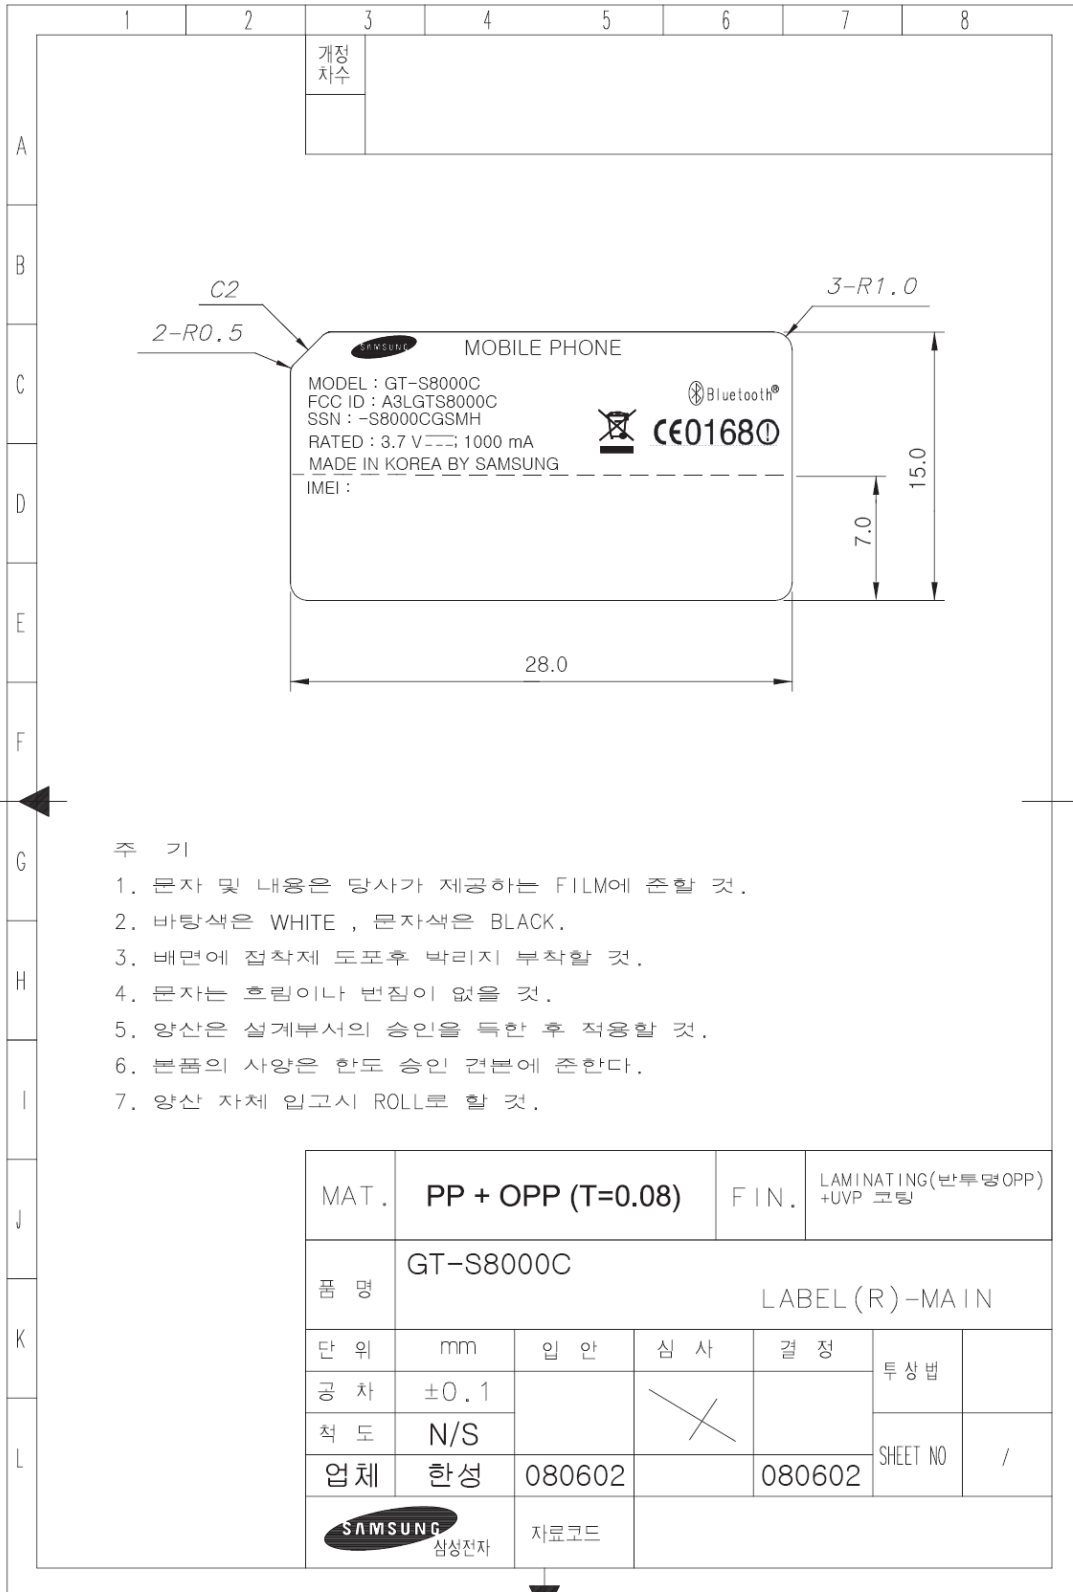 1 2 3 4 5 6 7 8
개정
차수
A
B
C
D
E
F
G
H
I
J
K
L
C2
3-R1.0
2-R0.5
SAMSUNG MOBILE PHONE
MODEL : GT-S8000C
FCC ID : A3LGTS8000C
SSN : -S8000CGSMH
RATED : 3.7 V ; 1000 mA
MADE IN KOREA BY SAMSUNG
IMEI :
Bluetooth®
CE0168!
15.0
7.0
28.0
주 기
1. 문자 및 내용은 당사가 제공하는 FILM에 준할 것.
2. 바탕색은 WHITE , 문자색은 BLACK.
3. 배면에 접착제 도포후 박리지 부착할 것.
4. 문자는 흐림이나 번짐이 없을 것.
5. 양산은 설계부서의 승인을 득한 후 적용할 것.
6. 본품의 사양은 한도 승인 견본에 준한다.
7. 양산 자체 입고시 ROLL로 할 것.
MAT. PP + OPP (T=0.08) FIN. LAMINATING(반투명OPP)
+UVP 코팅
품 명 GT-S8000C
LABEL(R)-MAIN
단 위 mm 입 안 심 사 결 정 투상법
공 차 ±0.1
척 도 N/S SHEET NO /
업체 한성 080602 080602
SAMSUNG 삼성전자 자료코드